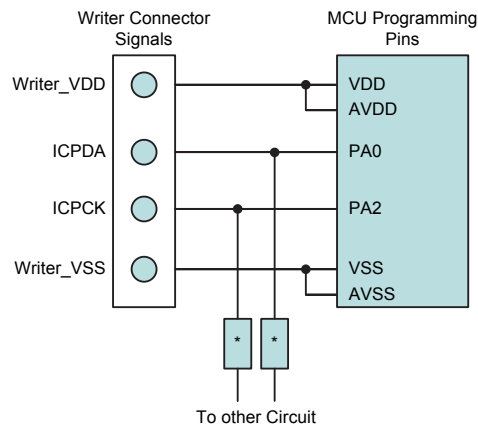 Writer Connector
Signals
MCU Programming
Pins
Writer_VDD
VDD
AVDD
ICPDA
PA0
ICPCK
PA2
Writer_VSS
VSS
AVSS
*
*
To other Circuit